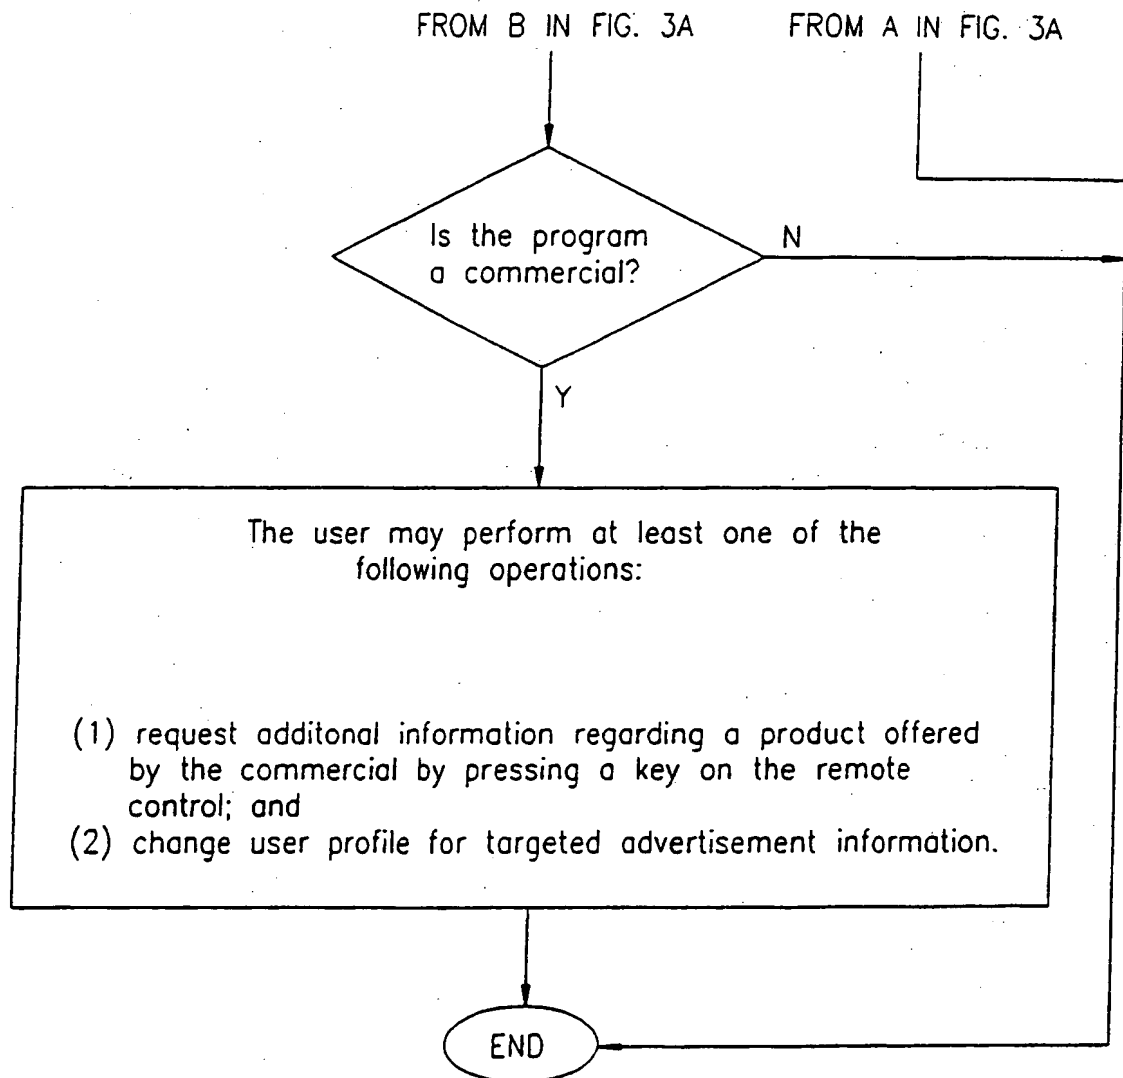 FROM B IN FIG. 3A
FROM A IN FIG. 3A
Is the program
a commercial?
N
Y
The user may perform at least one of the
following operations:
(1) request additonal information regarding a product offered
by the commercial by pressing a key on the remote
control; and
(2) change user profile for targeted advertisement information.
END